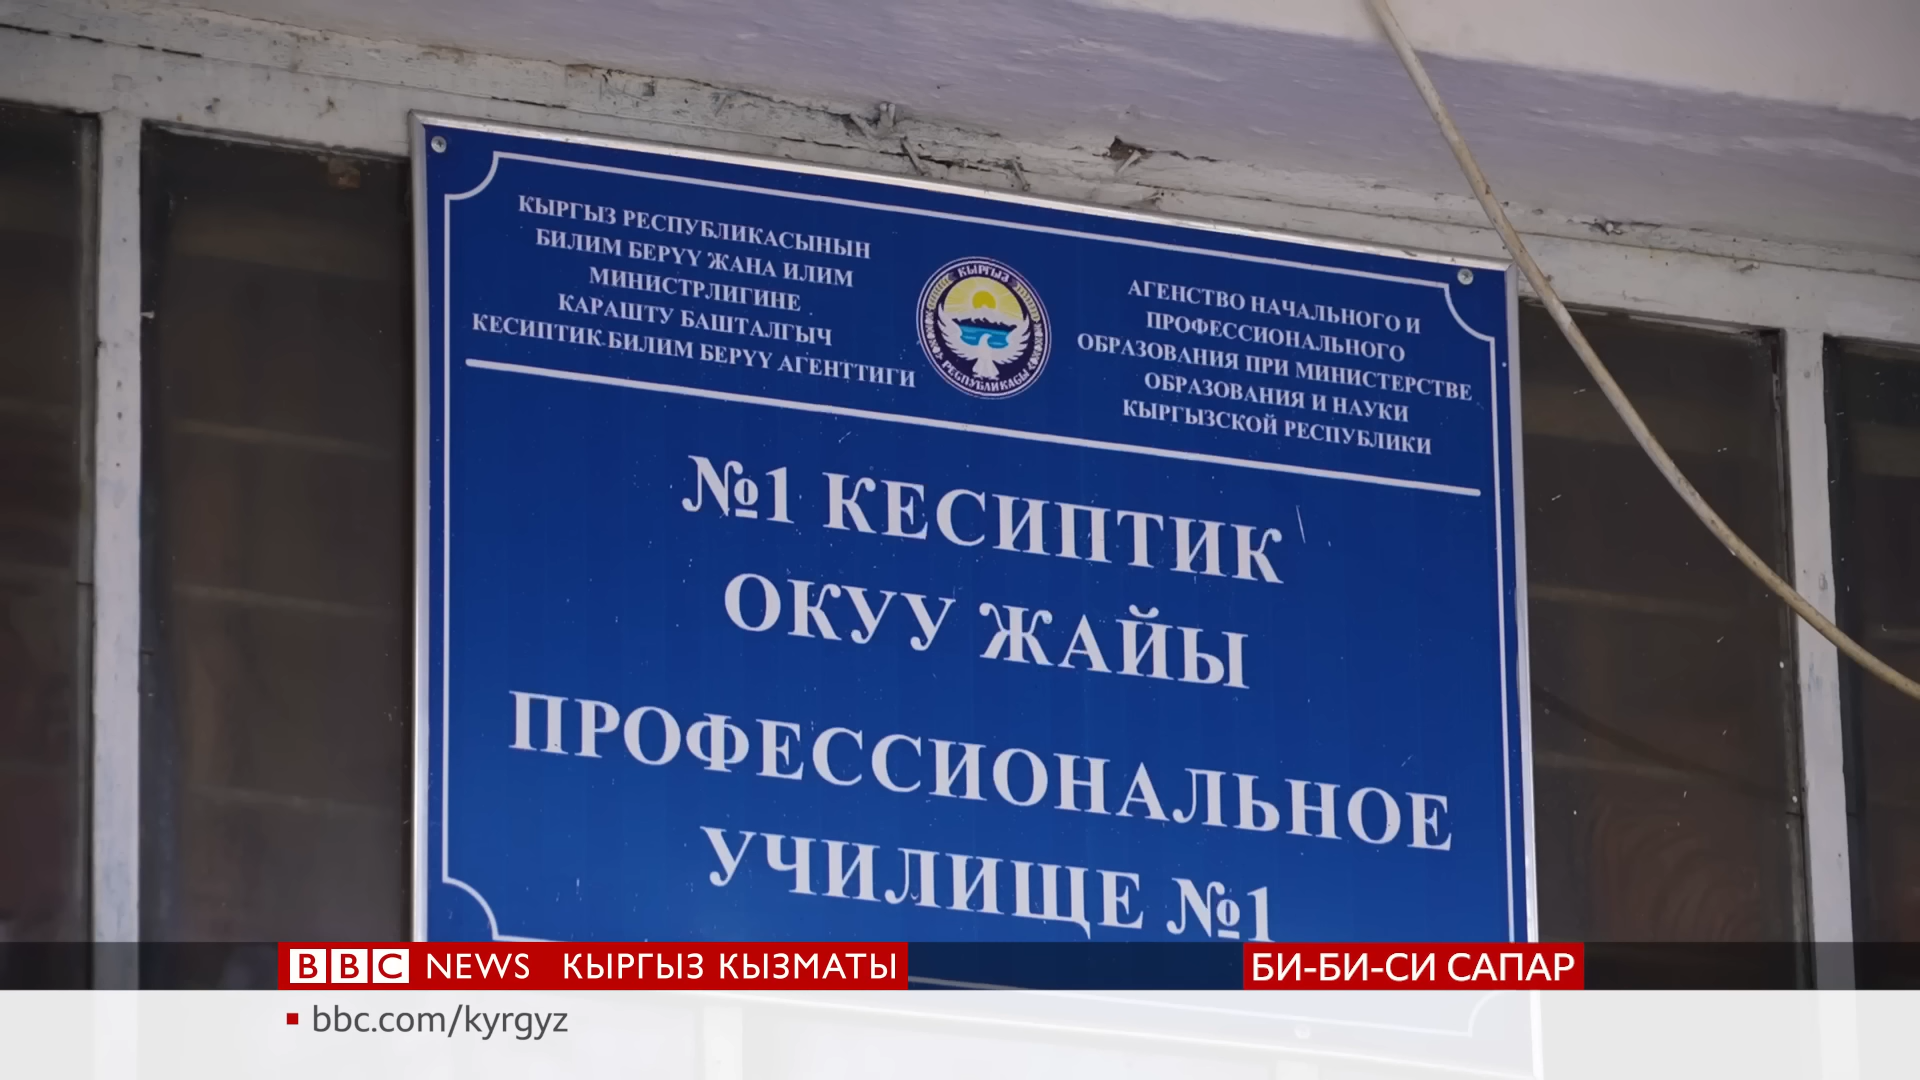 КЫРГЫЗ РЕСПУБЛИКАСЫНЫН
БИЛИМ БЕРҮҮ ЖАНА ИЛИМ
МИНИСТРЛИГИНЕ
КАРАШТУ БАШТАЛГЫЧ
КЕСИПТИК БИЛИМ БЕРҮҮ АГЕНТТИГИ
КЫРГЫЗ
РЕСПУБЛИКАСЫ
АГЕНСТВО НАЧАЛЬНОГО И
ПРОФЕССИОНАЛЬНОГО
ОБРАЗОВАНИЯ ПРИ МИНИСТЕРСТВЕ
ОБРАЗОВАНИЯ И НАУКИ
КЫРГЫЗСКОЙ РЕСПУБЛИКИ
№1 КЕСИПТИК
ОКУУ ЖАЙЫ
ПРОФЕССИОНАЛЬНОЕ
УЧИЛИЩЕ №1
BBC NEWS КЫРГЫЗ КЫЗМАТЫ
БИ-БИ-СИ САПАР
bbc.com/kyrgyz